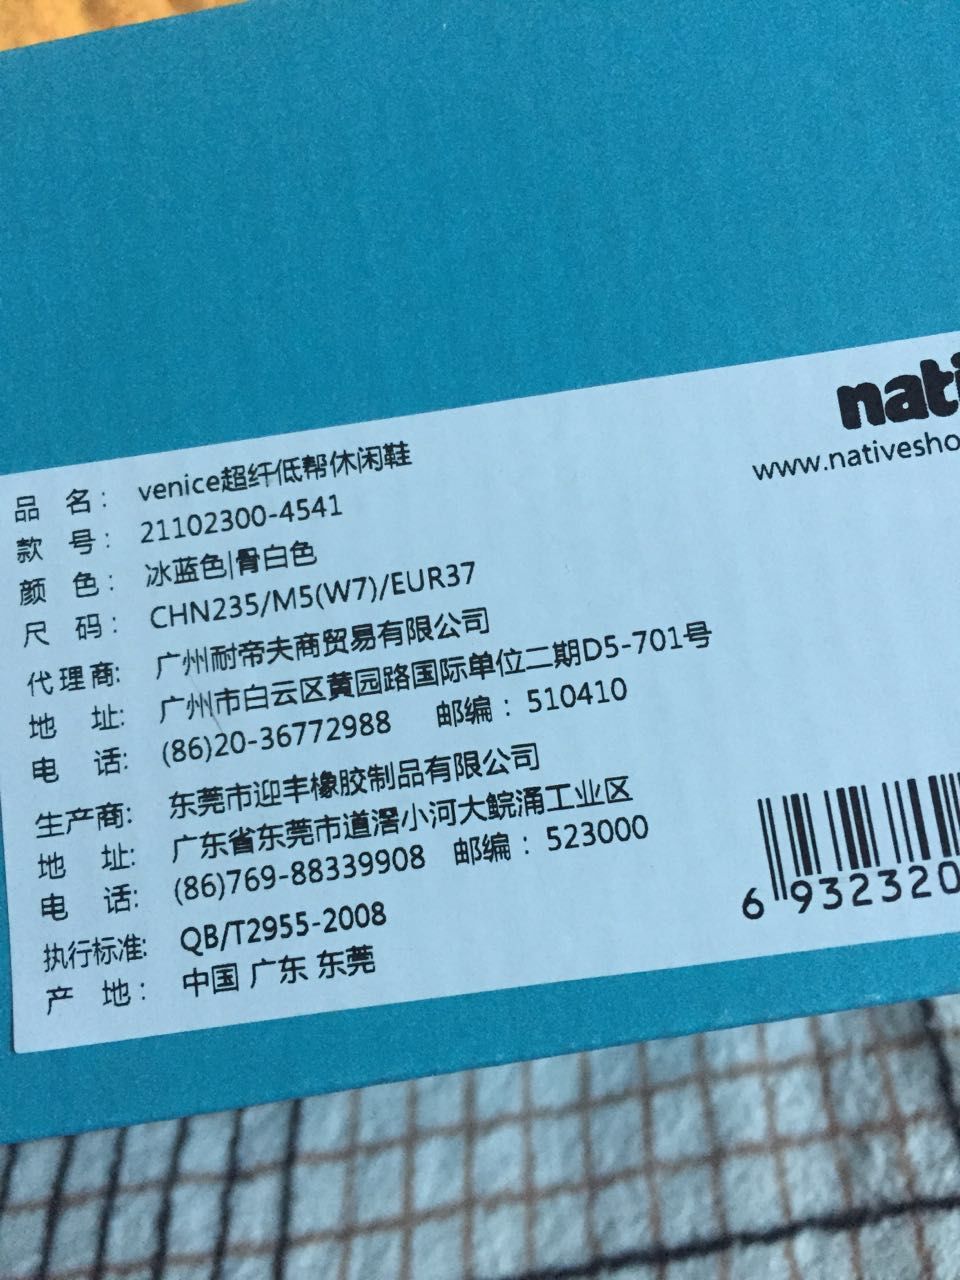 nati
www.nativesho
品 名： venice超纤低帮休闲鞋
款 号： 21102300-4541
颜 色： 冰蓝色|骨白色
尺 码： CHN235/M5(W7)/EUR37
代理商: 广州耐帝夫商贸易有限公司
地 址: 广州市白云区黄园路国际单位二期D5-701号
电 话: (86)20-36772988 邮编：510410
生产商: 东莞市迎丰橡胶制品有限公司
地 址: 广东省东莞市道滘小河大鲩涌工业区
电 话: (86)769-88339908 邮编：523000
执行标准: QB/T2955-2008
产 地： 中国 广东 东莞
6 932320